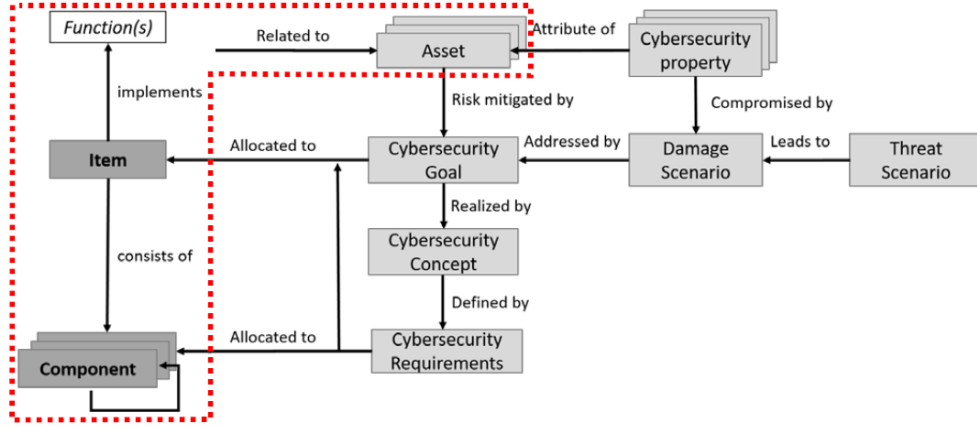 Function(s)
Related to
Asset
Attribute of
Cybersecurity
property
implements
Risk mitigated by
Compromised by
Item
Allocated to
Cybersecurity
Goal
Addressed by
Damage
Scenario
Leads to
Threat
Scenario
Realized by
consists of
Cybersecurity
Concept
Defined by
Component
Allocated to
Cybersecurity
Requirements